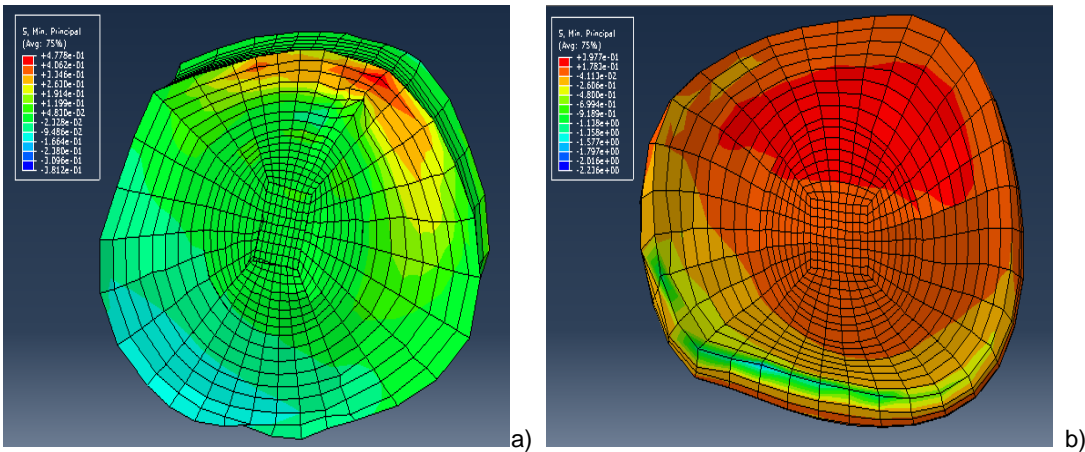 S, Min. Principal
(Avg: 75%)
+4.778e-01
+4.062e-01
+3.346e-01
+2.630e-01
+1.914e-01
+1.199e-01
+4.830e-02
-2.328e-02
-9.486e-02
-1.664e-01
-2.380e-01
-3.096e-01
-3.812e-01
a)
S, Min. Principal
(Avg: 75%)
+3.977e-01
+1.783e-01
-4.113e-02
-2.606e-01
-4.800e-01
-6.994e-01
-9.189e-01
-1.138e+00
-1.358e+00
-1.577e+00
-1.797e+00
-2.016e+00
-2.236e+00
b)